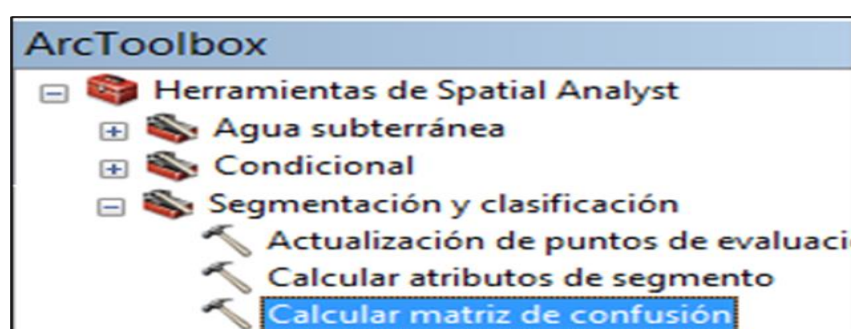 ArcToolbox
Herramientas de Spatial Analyst
Agua subterránea
Condicional
Segmentación y clasificación
Actualización de puntos de evaluaci
Calcular atributos de segmento
Calcular matriz de confusión